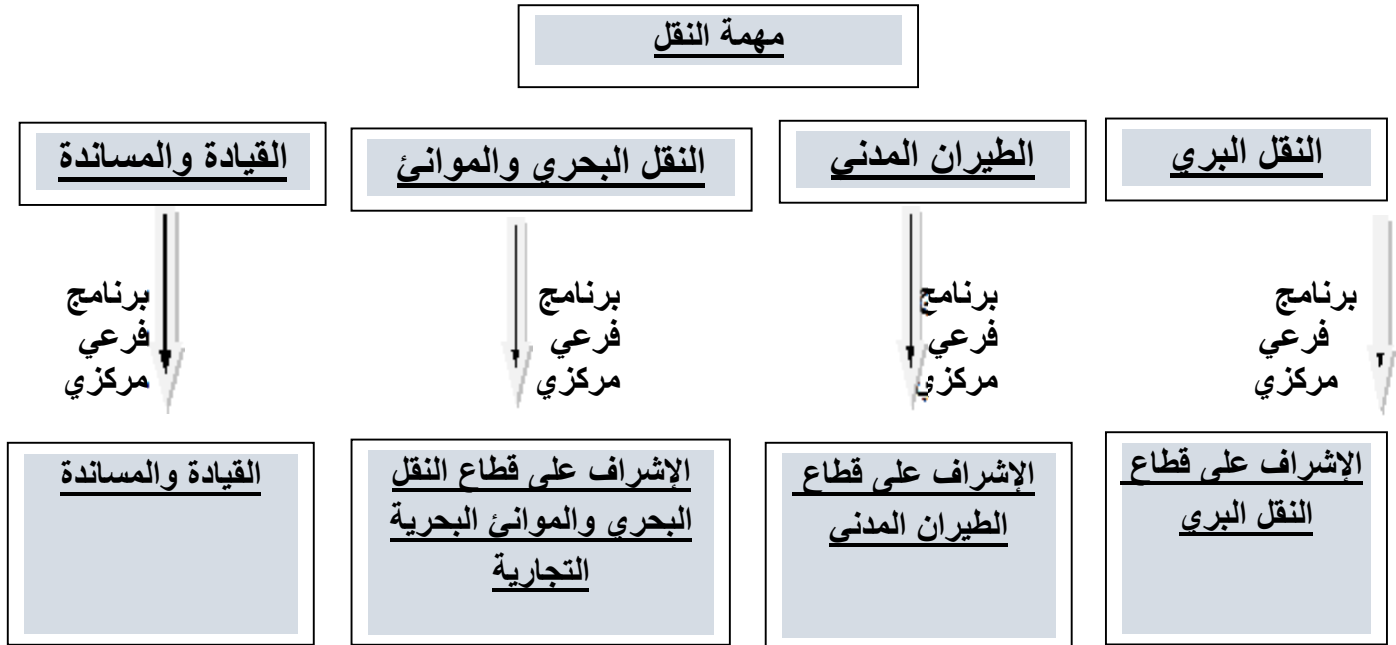 مهمة النقل
النقل البري
الطيران المدني
النقل البحري والموانئ
القيادة والمساندة
برنامج
فرعي
مركزي
برنامج
فرعي
مركزي
برنامج
فرعي
مركزي
برنامج
فرعي
مركزي
الإشراف على قطاع
النقل البري
الإشراف على قطاع
الطيران المدني
الإشراف على قطاع النقل
البحري والموانئ البحرية
التجارية
القيادة والمساندة